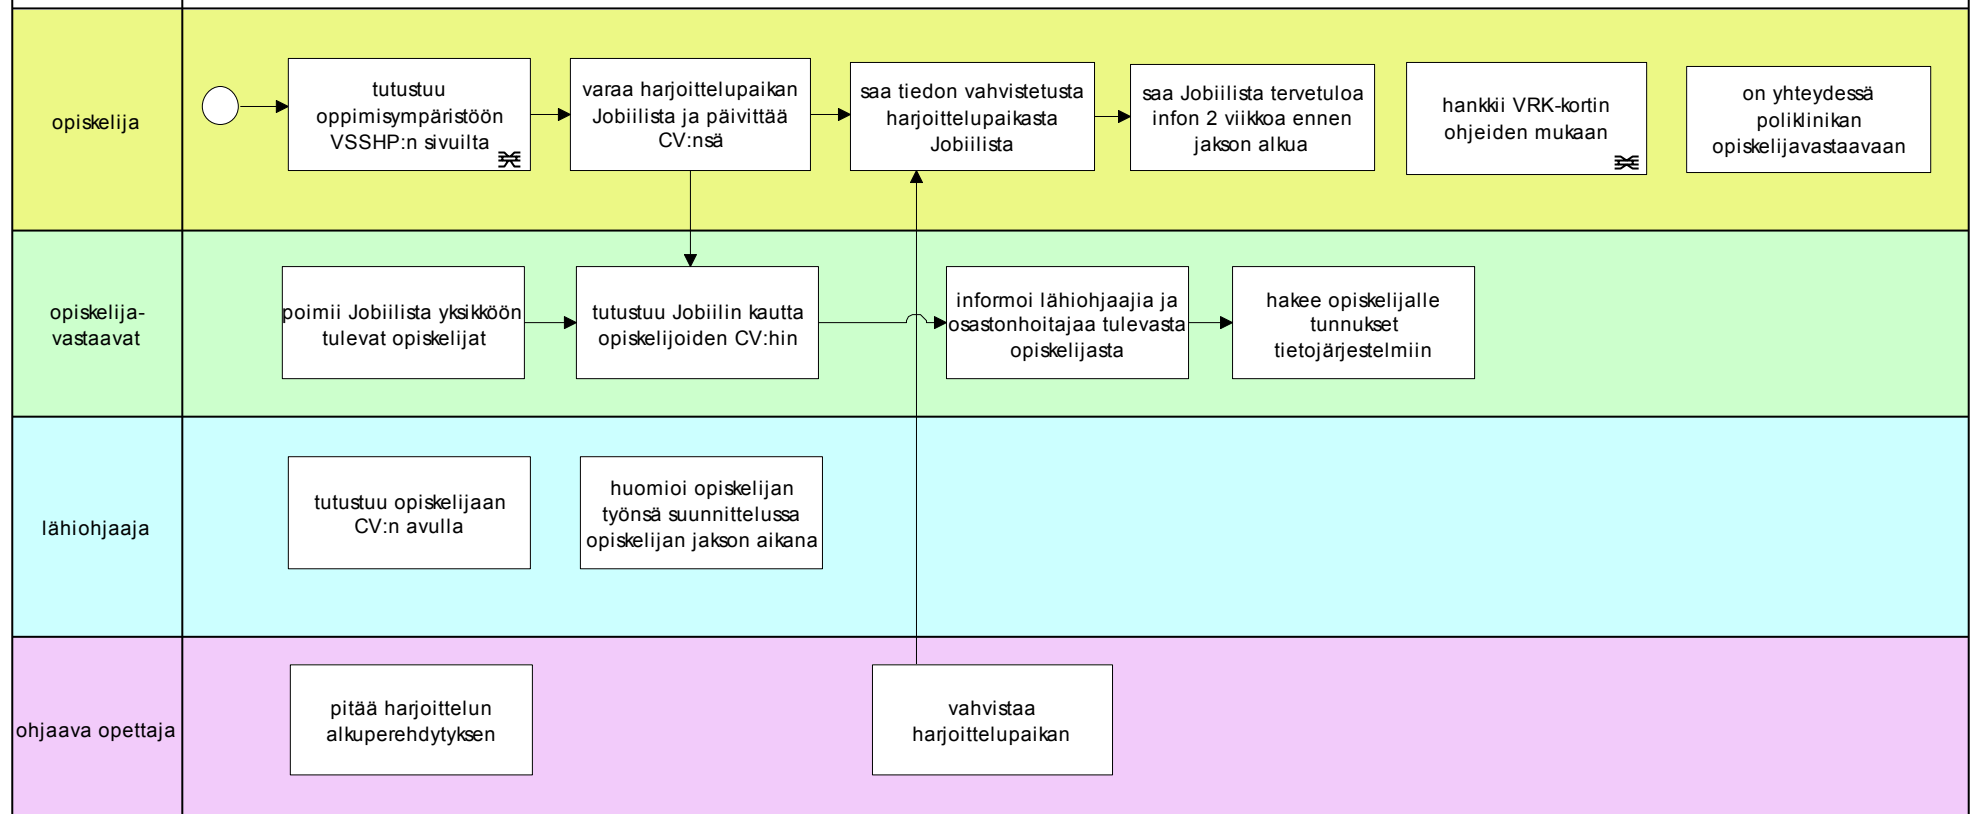 opiskelija
tutustuu
oppimisympäristöön
VSSHP:n sivuilta
varaa harjoittelupaikan
Jobiilista ja päivittää
CV:nsä
saa tiedon vahvistetusta
harjoittelupaikasta
Jobiilista
saa Jobiilista tervetuloa
infon 2 viikkoa ennen
jakson alkua
hankkii VRK-kortin
ohjeiden mukaan
on yhteydessä
poliklinikan
opiskelijavastaavaan
opiskelija-
vastaavat
poimii Jobiilista yksikköön
tulevat opiskelijat
tutustuu Jobiilin kautta
opiskelijoiden CV:hin
informoi lähiohjaajia ja
osastonhoitajaa tulevasta
opiskelijasta
hakee opiskelijalle
tunnukset
tietojärjestelmiin
lähiohjaaja
tutustuu opiskelijaan
CV:n avulla
huomioi opiskelijan
työnsä suunnittelussa
opiskelijan jakson aikana
ohjaava opettaja
pitää harjoittelun
alkuperehdytyksen
vahvistaa
harjoittelupaikan